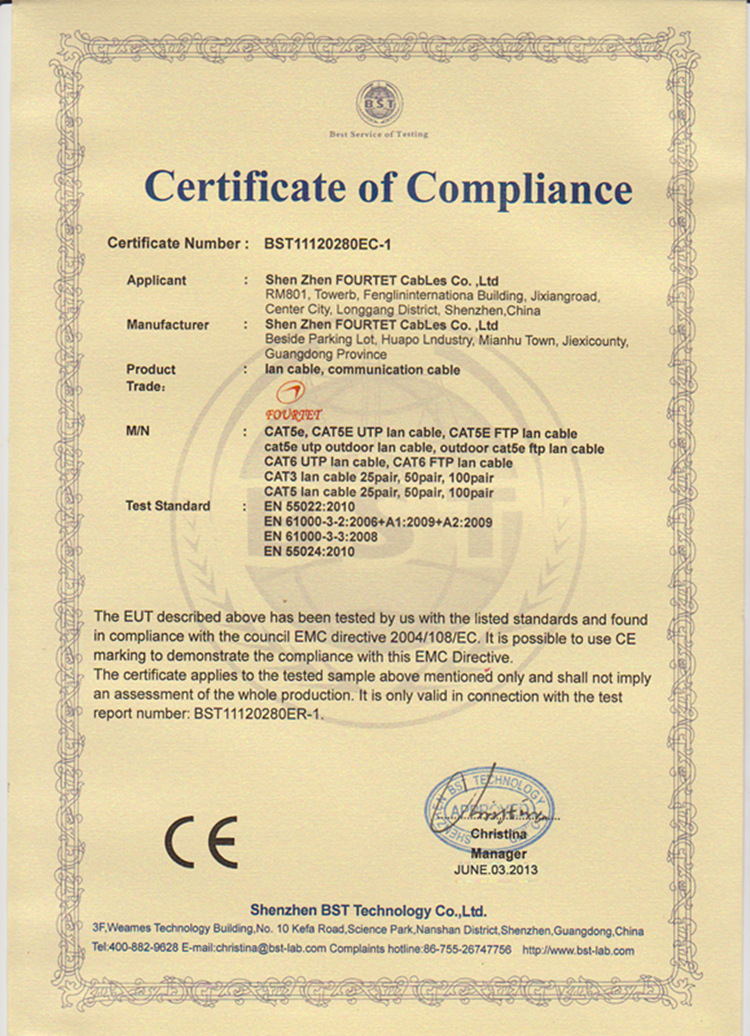 BST
Best Service of Testing
Certificate of Compliance
Certificate Number : BST11120280EC-1
Applicant : Shen Zhen FOURTET CabLes Co. ,Ltd
RM801, Towerb, Fenglininternationa Building, Jixiangroad,
Center City, Longgang District, Shenzhen,China
Manufacturer : Shen Zhen FOURTET CabLes Co. ,Ltd
Beside Parking Lot, Huapo Lndustry, Mianhu Town, Jiexicounty,
Guangdong Province
Product : lan cable, communication cable
Trade:
FOURTET
M/N : CAT5e, CAT5E UTP lan cable, CAT5E FTP lan cable
cat5e utp outdoor lan cable, outdoor cat5e ftp lan cable
CAT6 UTP lan cable, CAT6 FTP lan cable
CAT3 lan cable 25pair, 50pair, 100pair
CAT5 lan cable 25pair, 50pair, 100pair
Test Standard : EN 55022:2010
EN 61000-3-2:2006+A1:2009+A2:2009
EN 61000-3-3:2008
EN 55024:2010
BST
The EUT described above has been tested by us with the listed standards and found
in compliance with the council EMC directive 2004/108/EC. It is possible to use CE
marking to demonstrate the compliance with this EMC Directive.
The certificate applies to the tested sample above mentioned only and shall not imply
an assessment of the whole production. It is only valid in connection with the test
report number: BST11120280ER-1.
CE
SHENZHEN BST TECHNOLOGY CO.,LTD
APPROVED
Christina
Manager
JUNE.03.2013
Shenzhen BST Technology Co.,Ltd.
3F,Weames Technology Building,No. 10 Kefa Road,Science Park,Nanshan District,Shenzhen,Guangdong,China
Tel:400-882-9628 E-mail:christina@bst-lab.com Complaints hotline:86-755-26747756 http://www.bst-lab.com